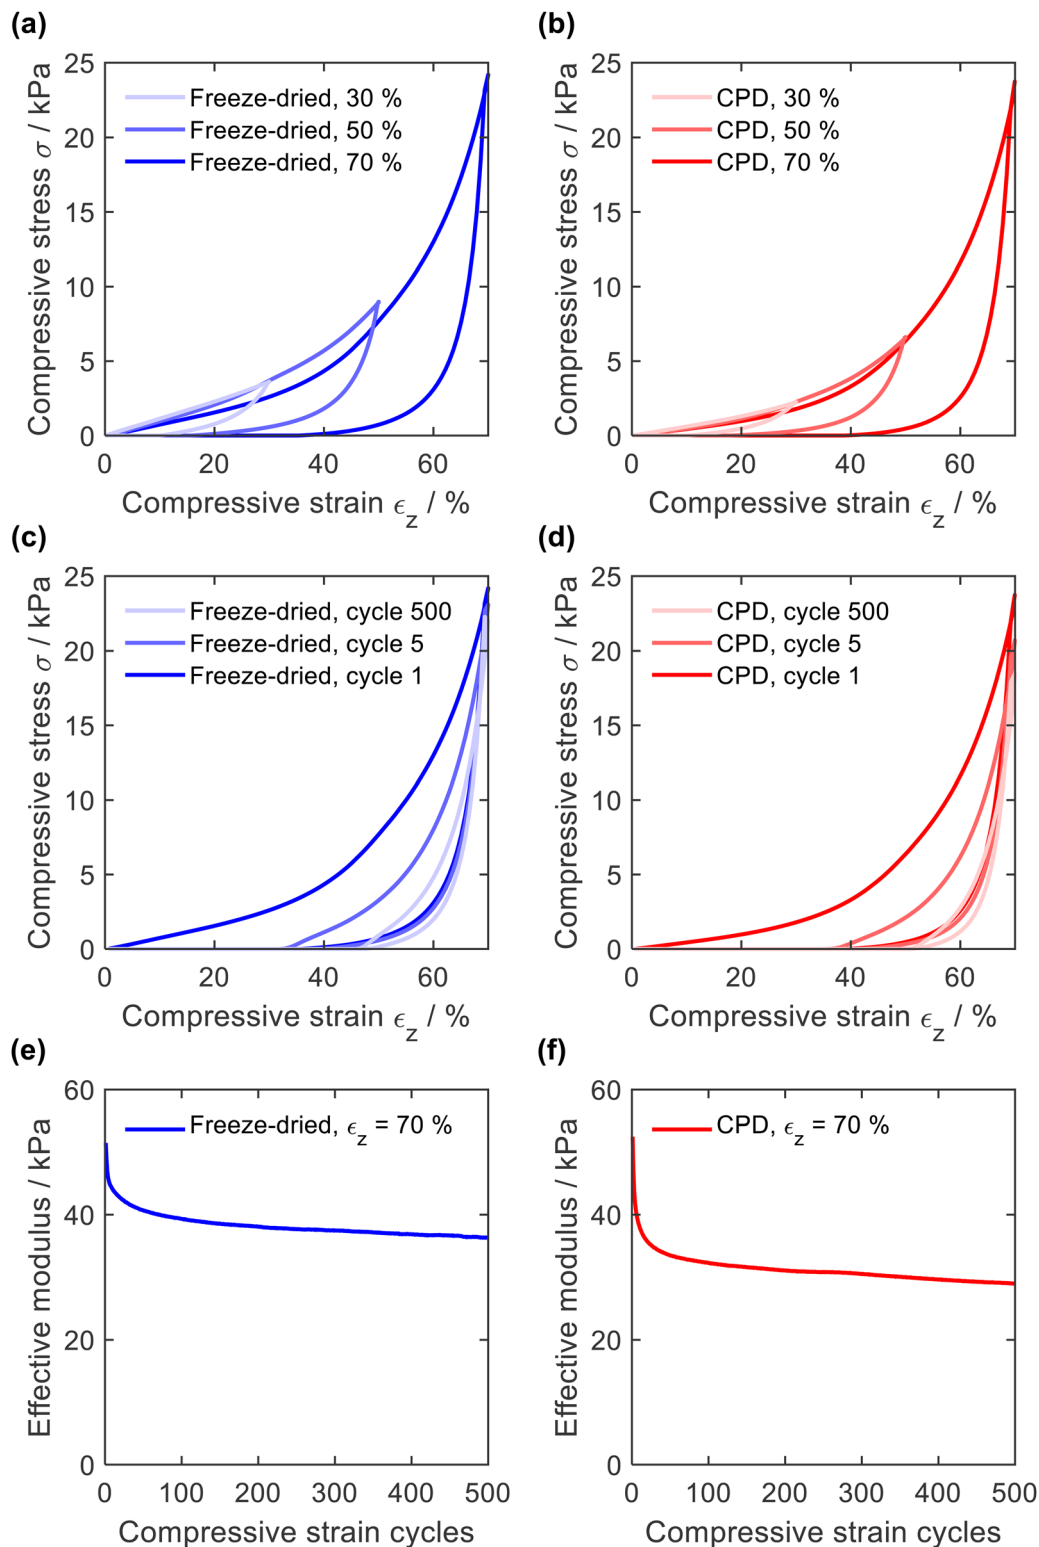 (a)
25
20
15
10
5
0
Compressive stress σ / kPa
Freeze-dried, 30 %
Freeze-dried, 50 %
Freeze-dried, 70 %
0 20 40 60
Compressive strain ϵz / %
(b)
25
20
15
10
5
0
Compressive stress σ / kPa
CPD, 30 %
CPD, 50 %
CPD, 70 %
0 20 40 60
Compressive strain ϵz / %
(c)
25
20
15
10
5
0
Compressive stress σ / kPa
Freeze-dried, cycle 500
Freeze-dried, cycle 5
Freeze-dried, cycle 1
0 20 40 60
Compressive strain ϵz / %
(d)
25
20
15
10
5
0
Compressive stress σ / kPa
CPD, cycle 500
CPD, cycle 5
CPD, cycle 1
0 20 40 60
Compressive strain ϵz / %
(e)
60
40
20
0
Effective modulus / kPa
Freeze-dried, ϵz = 70 %
0 100 200 300 400 500
Compressive strain cycles
(f)
60
40
20
0
Effective modulus / kPa
CPD, ϵz = 70 %
0 100 200 300 400 500
Compressive strain cycles